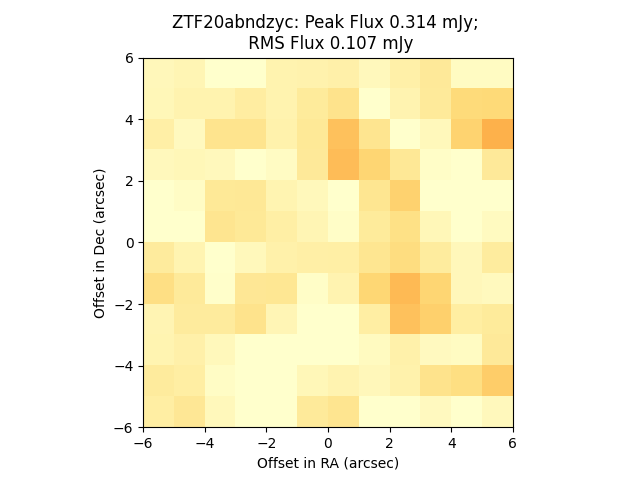 ZTF20abndzyc: Peak Flux 0.314 mJy;
RMS Flux 0.107 mJy
6
4
2
0
−2
−4
−6
Offset in Dec (arcsec)
−6 −4 −2 0 2 4 6
Offset in RA (arcsec)